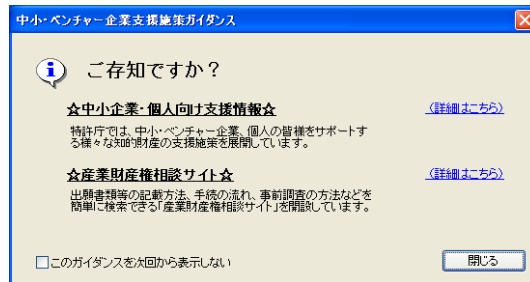 中小・ベンチャー企業支援施策ガイダンス
ご存知ですか？
☆中小企業・個人向け支援情報☆
（詳細はこちら）
特許庁では、中小・ベンチャー企業、個人の皆様をサポートす
る様々な知的財産の支援施策を展開しています。
☆産業財産権相談サイト☆
（詳細はこちら）
出願書類等の記載方法、手続の流れ、事前調査の方法などを
簡単に検索できる「産業財産権相談サイト」を開設しています。
このガイダンスを次回から表示しない
閉じる